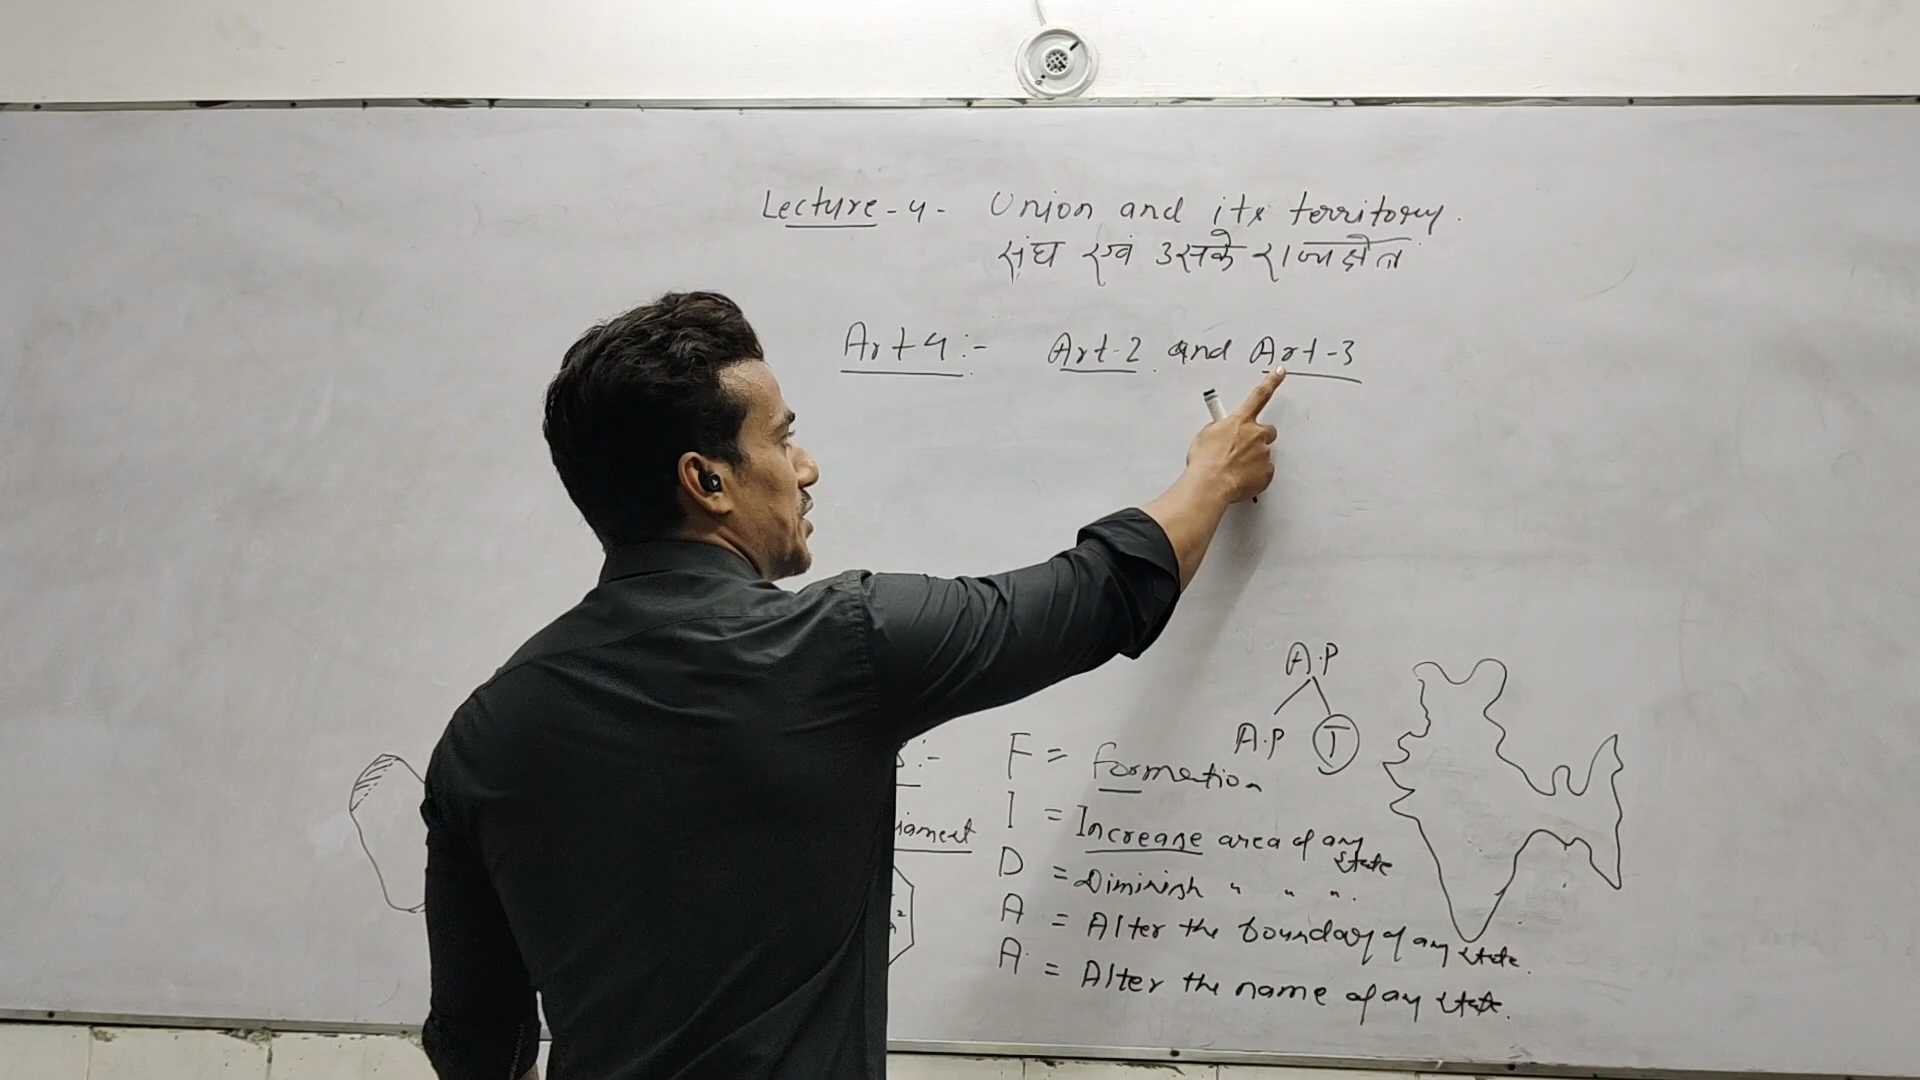 Lecture-4- Union and its territory.
संघ एवं उसके राज्यक्षेत्र
Art 4:- Art-2 and Art-3
A.P
A.P T
F = Formation
I = Increase area of any state
D = Diminish " " " .
A = Alter the boundary of any state.
A = Alter the name of any state.